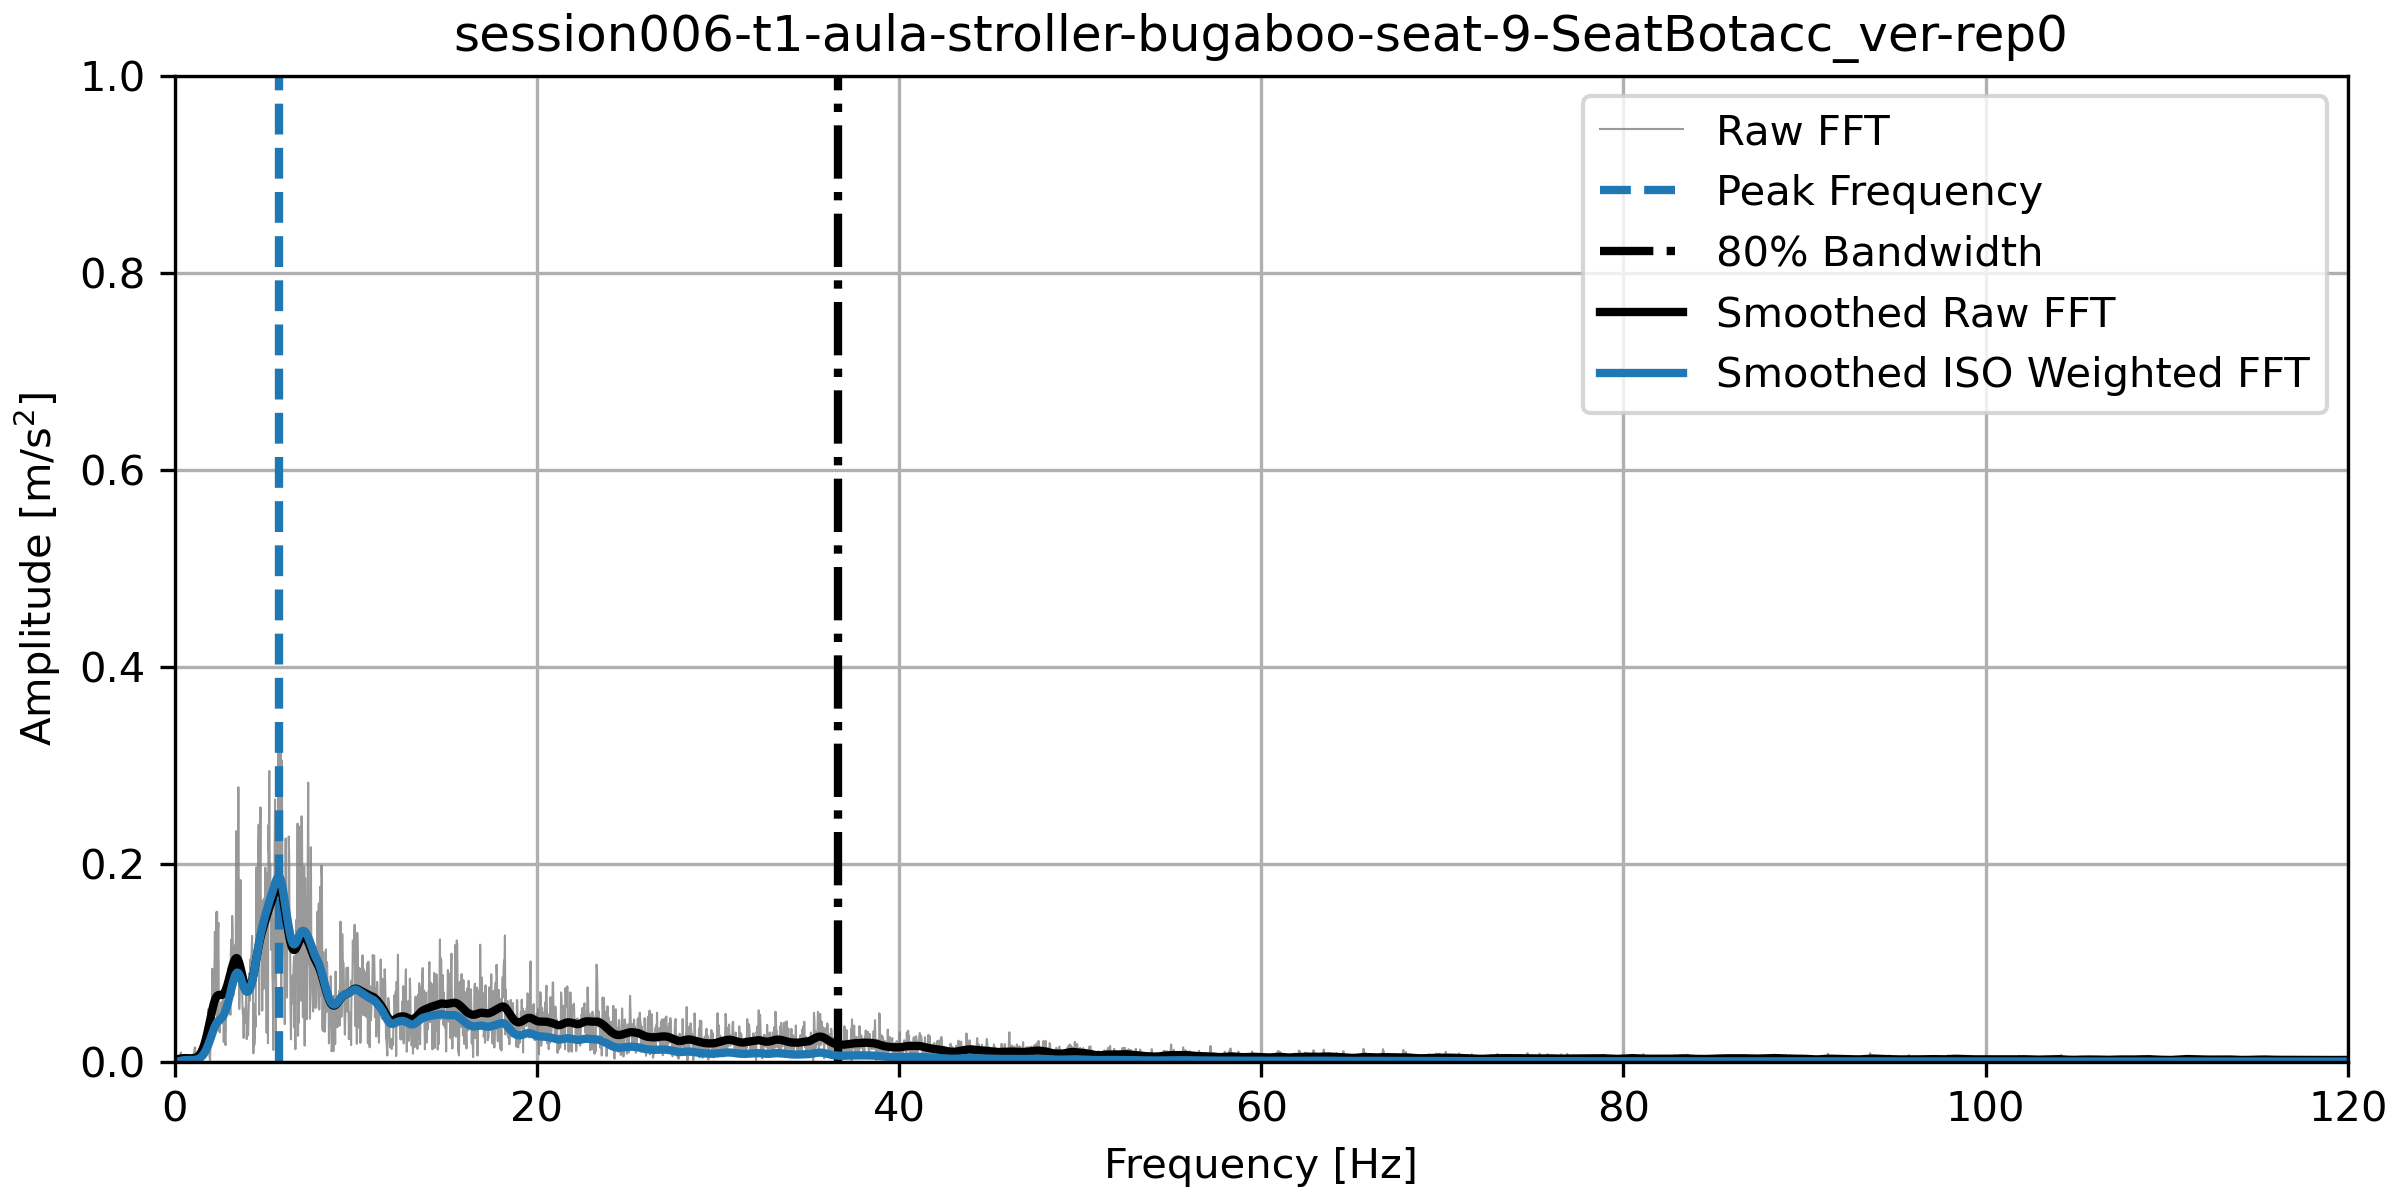 session006-t1-aula-stroller-bugaboo-seat-9-SeatBotacc_ver-rep0
1.0
0.8
0.6
0.4
0.2
0.0
Amplitude [m/s²]
Raw FFT
Peak Frequency
80% Bandwidth
Smoothed Raw FFT
Smoothed ISO Weighted FFT
0 20 40 60 80 100 120
Frequency [Hz]